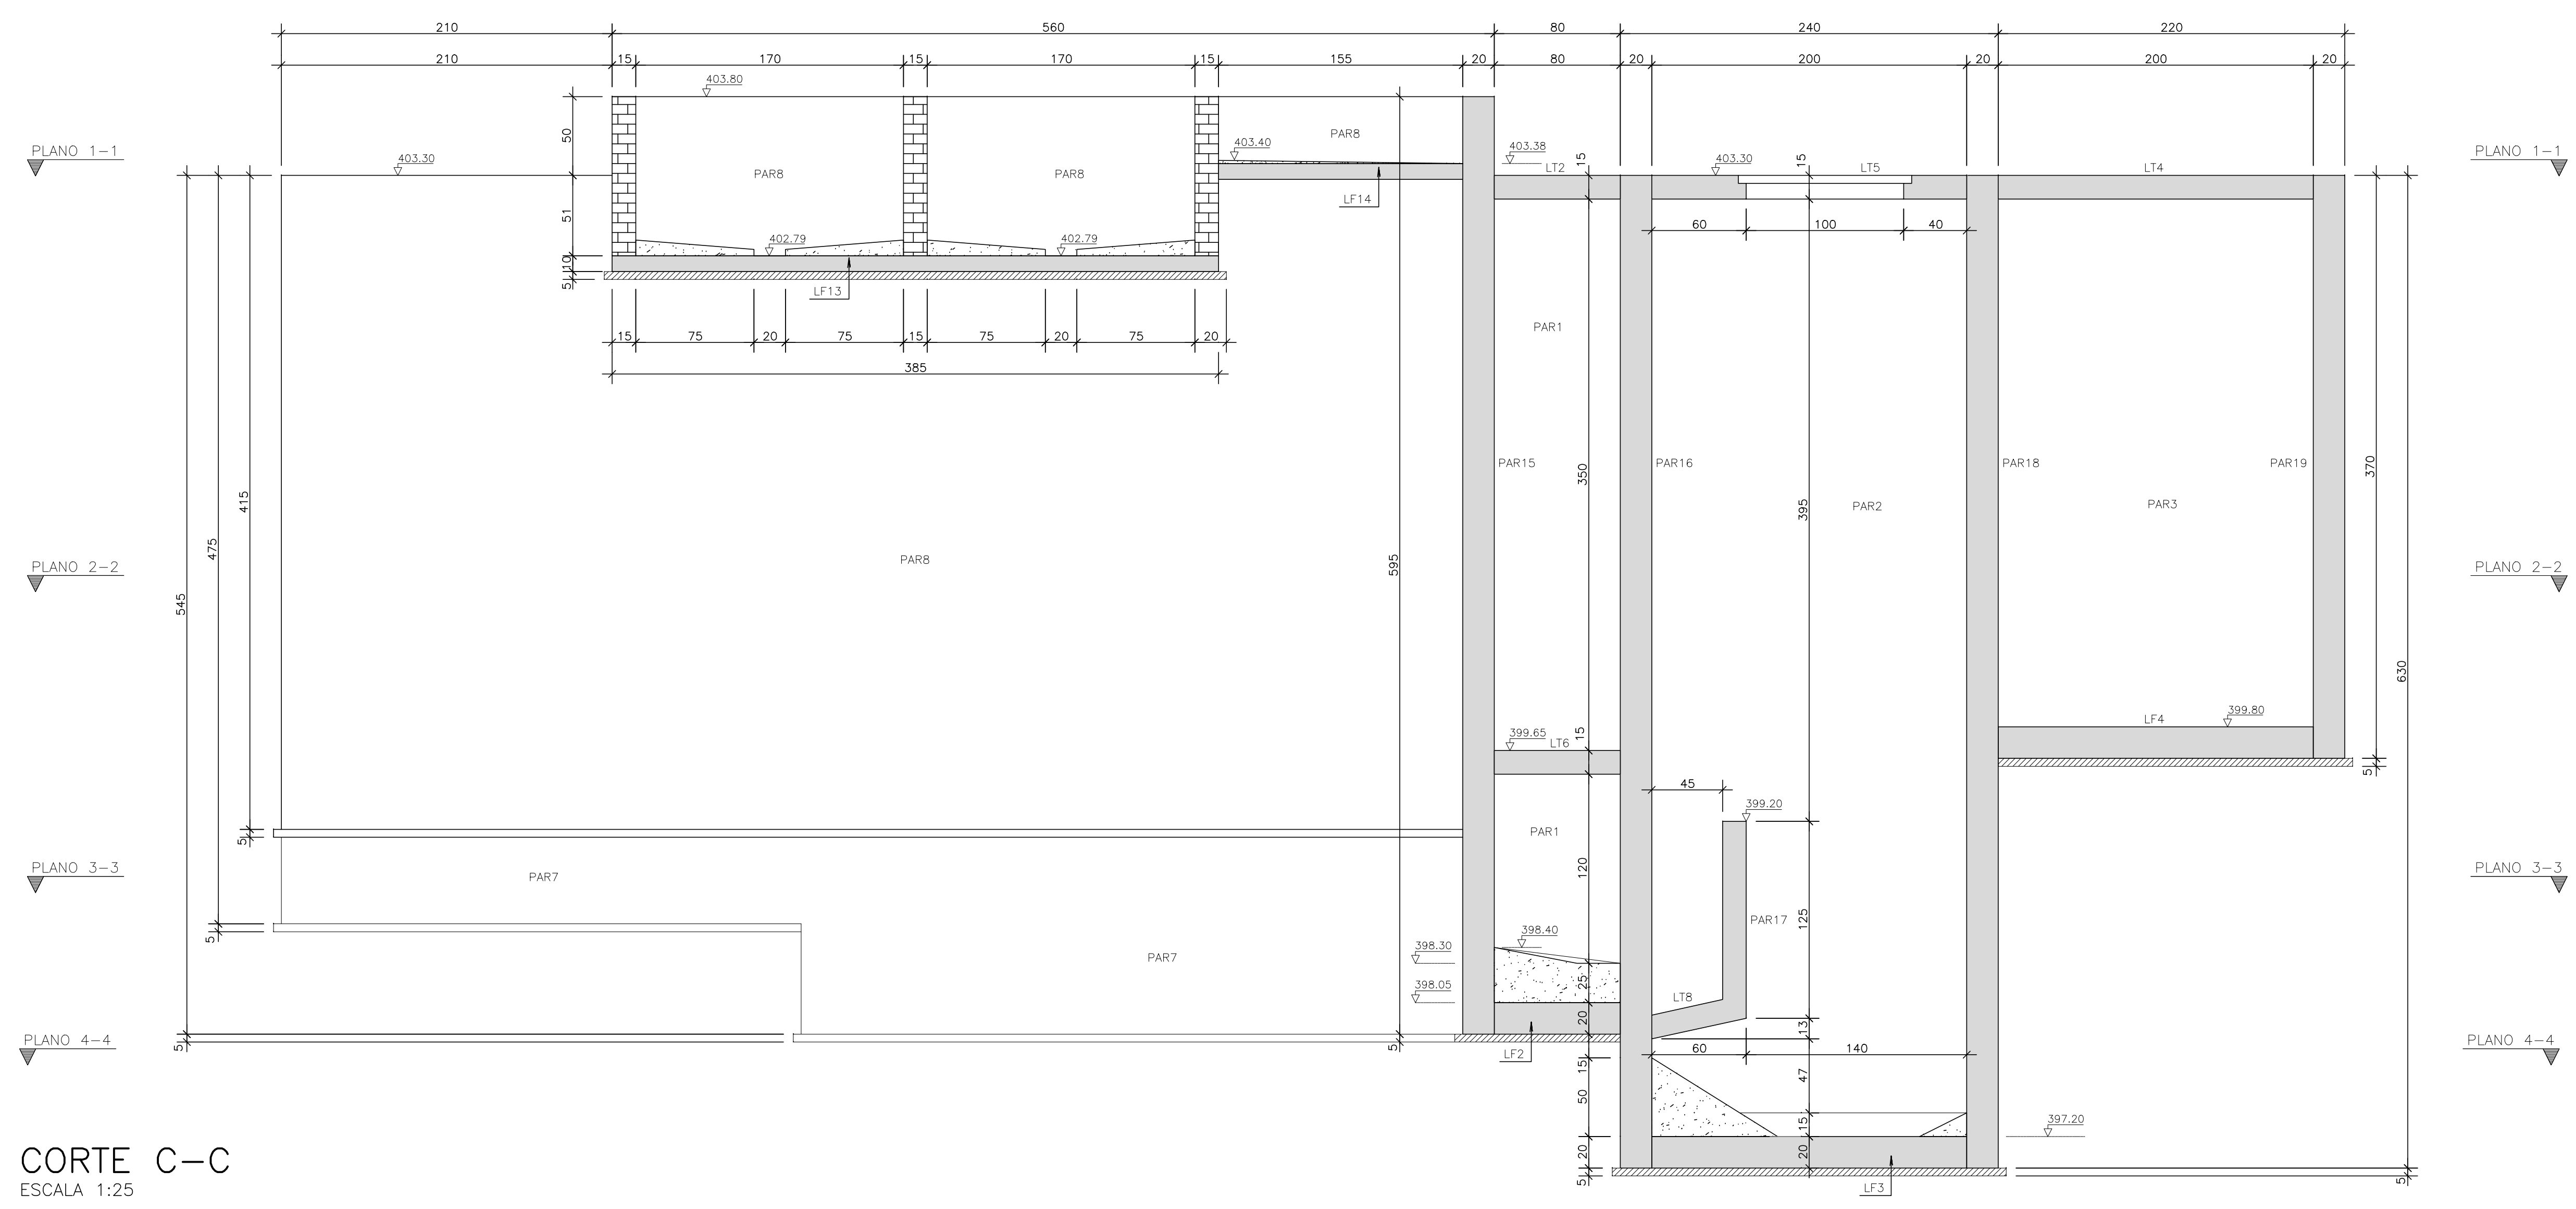 210 560 80 240 220
210 15 170 15 170 15 155 20 80 20 200 20 200 20
403.80
PLANO 1-1
403.30
50
PAR8
PAR8
PAR8
403.40
403.38
LT2
15
403.30
15
LT5
LT4
PLANO 1-1
LF14
51
402.79
402.79
60 100 40
10
5
LF13
15 75 20 75 15 75 20 75 20
385
PAR1
PAR15
350
PAR16
PAR18
PAR19
370
395
PAR2
PAR3
415
475
545
595
PAR8
PLANO 2-2
PLANO 2-2
630
399.65
LT6
15
LF4
399.80
5
45
399.20
5
PAR1
120
PLANO 3-3
PAR7
PLANO 3-3
125
PAR17
5
398.30
398.40
PAR7
398.05
25
LT8
20
13
PLANO 4-4
5
5
LF2
60 140
PLANO 4-4
15
47
50
15
397.20
20
20
5
LF3
5
CORTE C-C
ESCALA 1:25